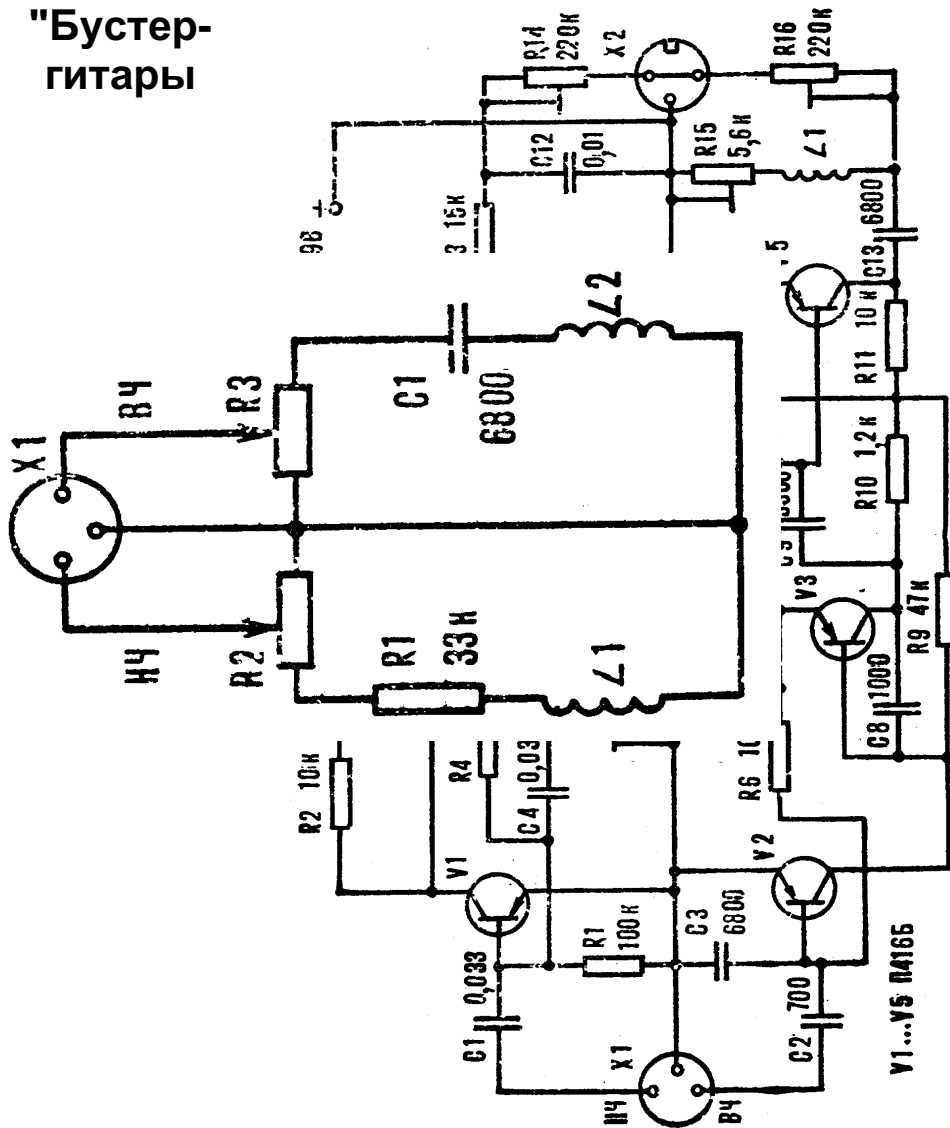 "Бустер-
гитары
R14
220К
X2
R16
220К
C12
0,01
R15
5,6К
L1
6800
C13
9В
+
16К
L2
C1
6800
10К
R11
R3
ВЧ
X1
1,2К
R10
НЧ
R2
R1
33К
L1
V3
R9 47К
1000
C8
R2 10К
R4
0,03
C4
R6
V1
V2
C3
6800
R1
100К
0,033
C1
X1
700
C2
V1...V5 П416Б
НЧ
ВЧ